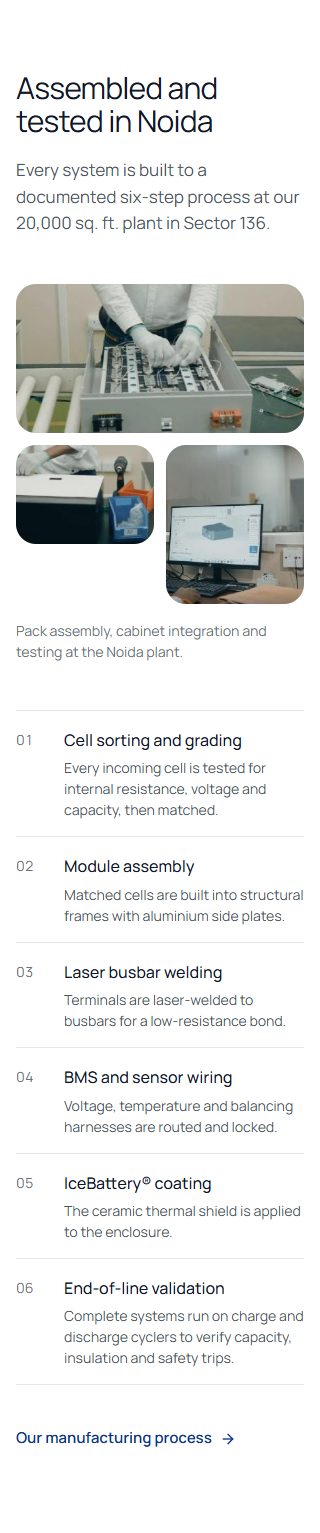 Assembled and
tested in Noida
Every system is built to a
documented six-step process at our
20,000 sq. ft. plant in Sector 136.
Pack assembly, cabinet integration and
testing at the Noida plant.
01
Cell sorting and grading
Every incoming cell is tested for
internal resistance, voltage and
capacity, then matched.
02
Module assembly
Matched cells are built into structural
frames with aluminium side plates.
03
Laser busbar welding
Terminals are laser-welded to
busbars for a low-resistance bond.
04
BMS and sensor wiring
Voltage, temperature and balancing
harnesses are routed and locked.
05
IceBattery® coating
The ceramic thermal shield is applied
to the enclosure.
06
End-of-line validation
Complete systems run on charge and
discharge cyclers to verify capacity,
insulation and safety trips.
Our manufacturing process →